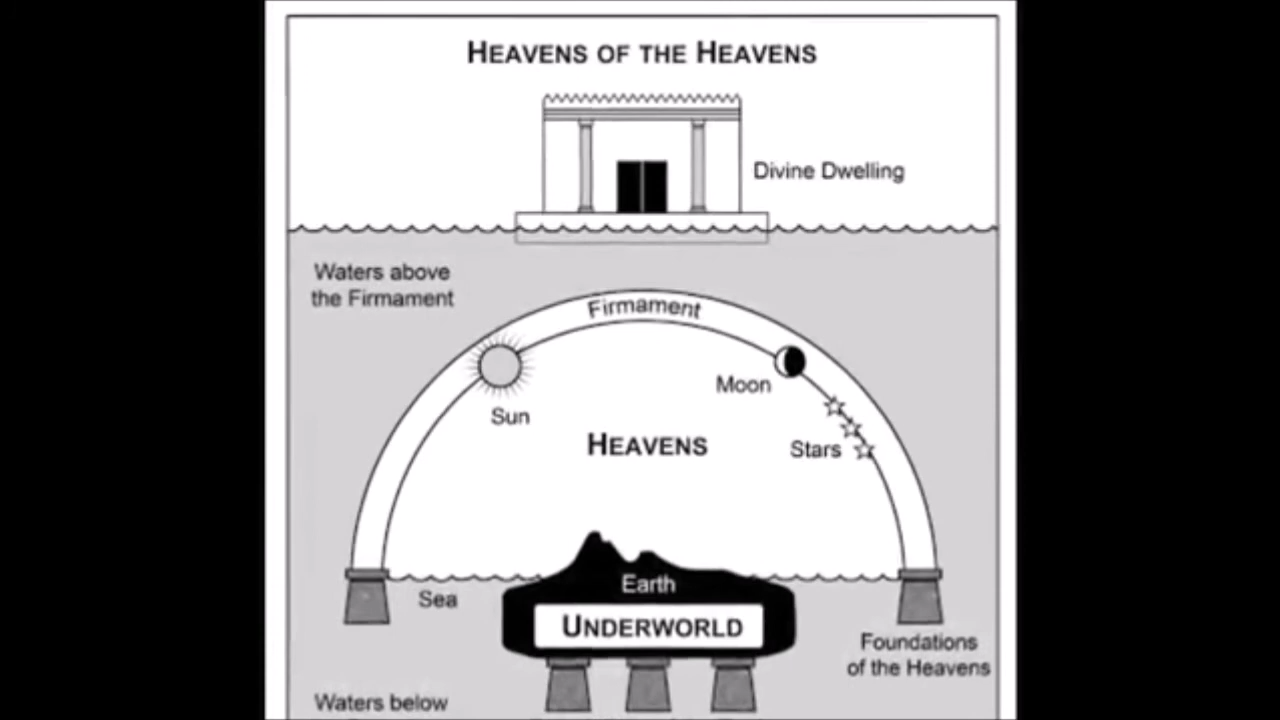 HEAVENS OF THE HEAVENS
Divine Dwelling
Waters above
the Firmament
Firmament
Moon
Sun
HEAVENS
Stars
Earth
Sea
UNDERWORLD
Foundations
of the Heavens
Waters below